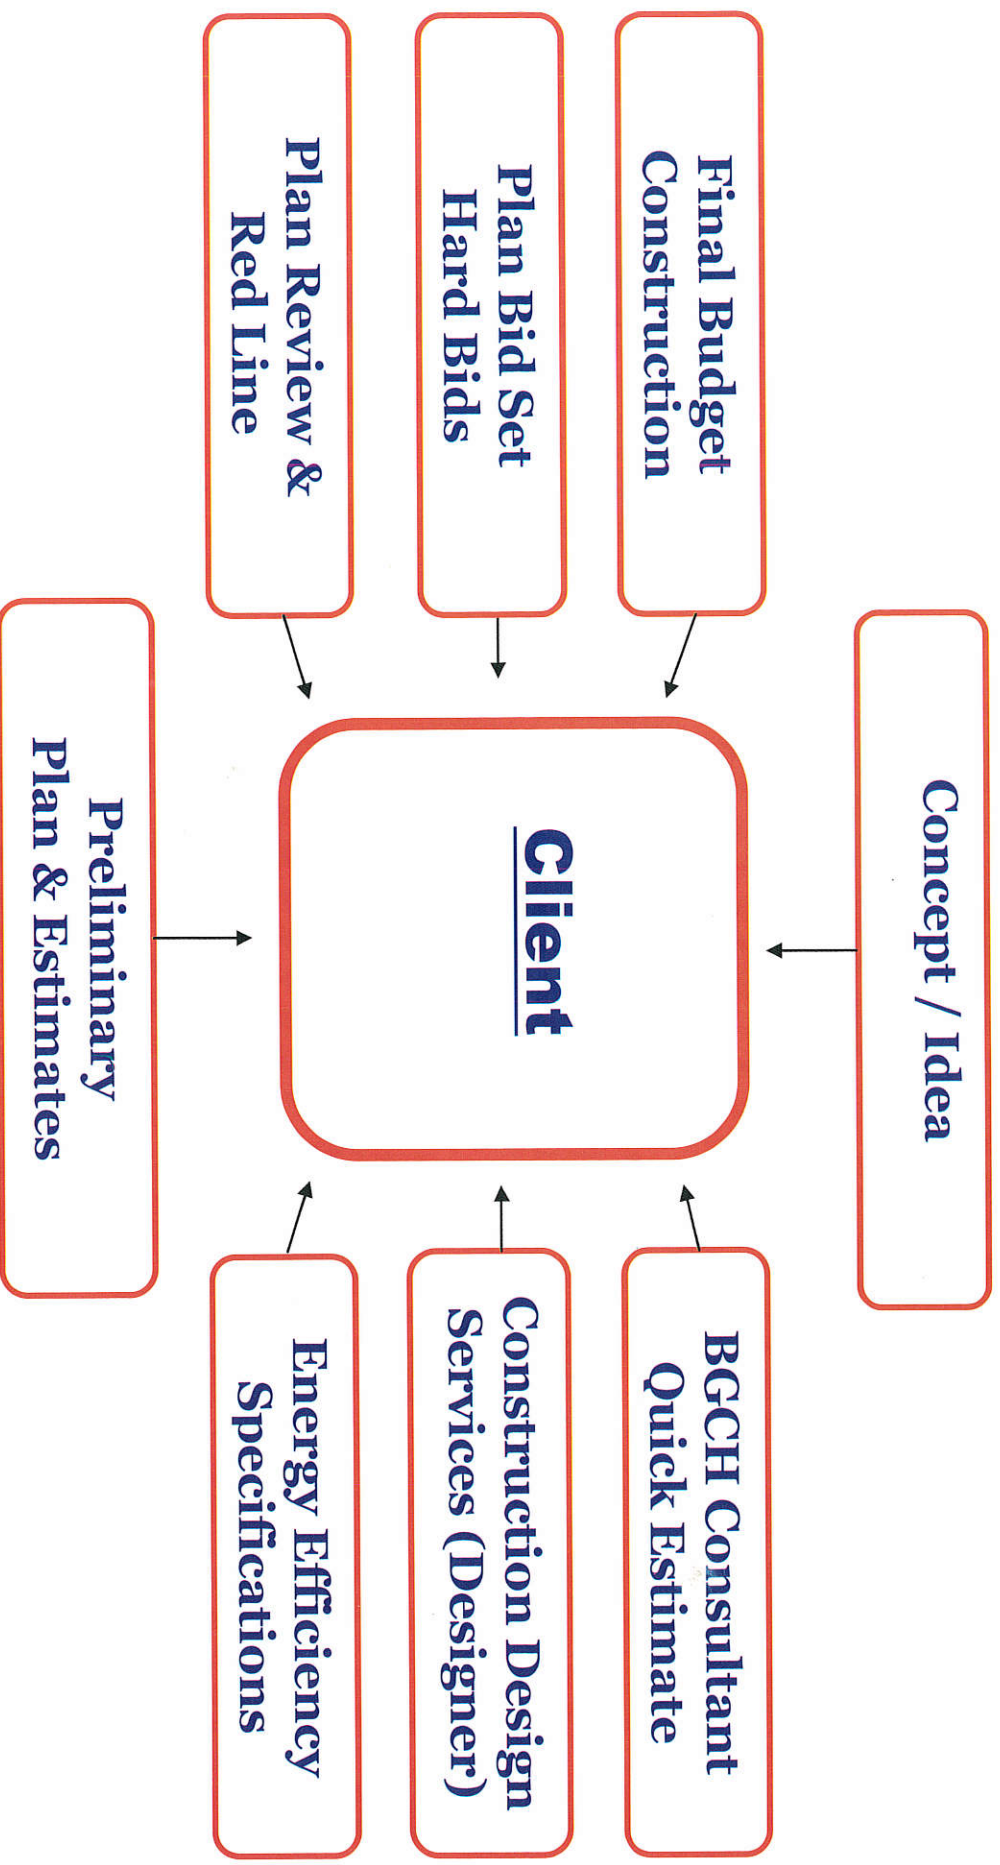 Concept / Idea
Final Budget
Construction
BGCH Consultant
Quick Estimate
Plan Bid Set
Hard Bids
Client
Construction Design
Services (Designer)
Plan Review &
Red Line
Energy Efficiency
Specifications
Preliminary
Plan & Estimates